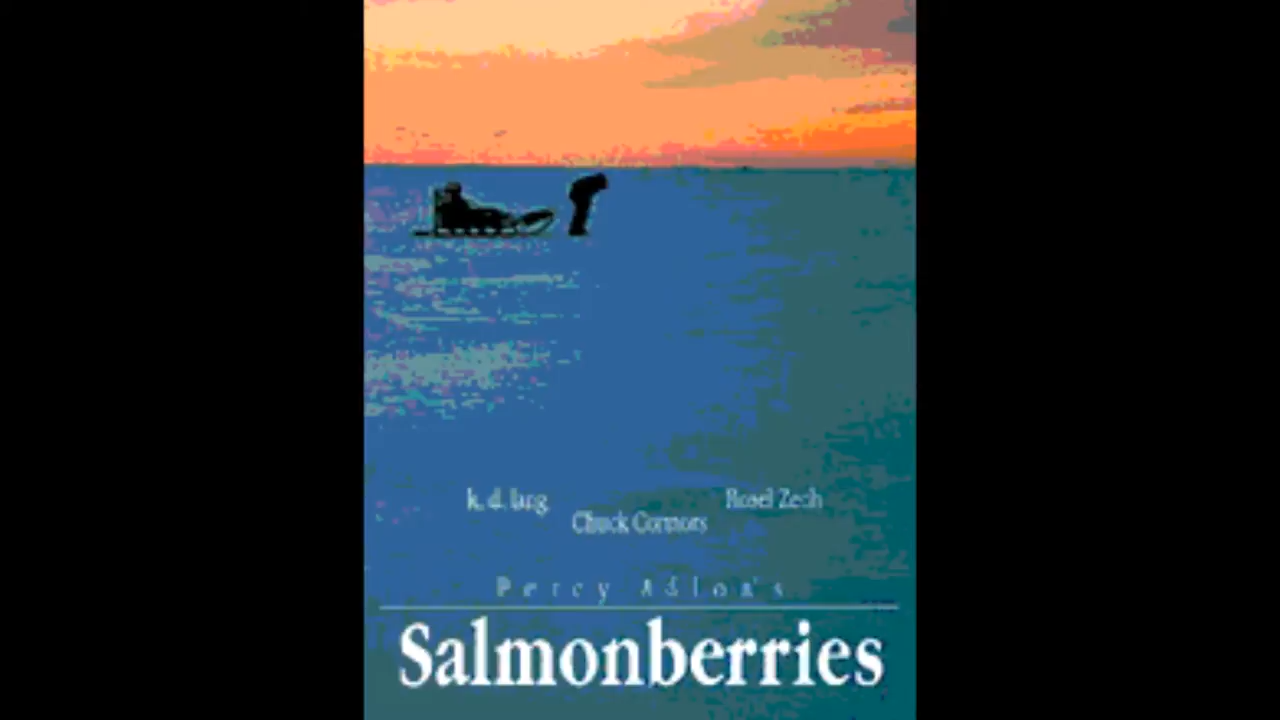 k. d. lang
Rosel Zech
Chuck Connors
Percy Adlon's
Salmonberries